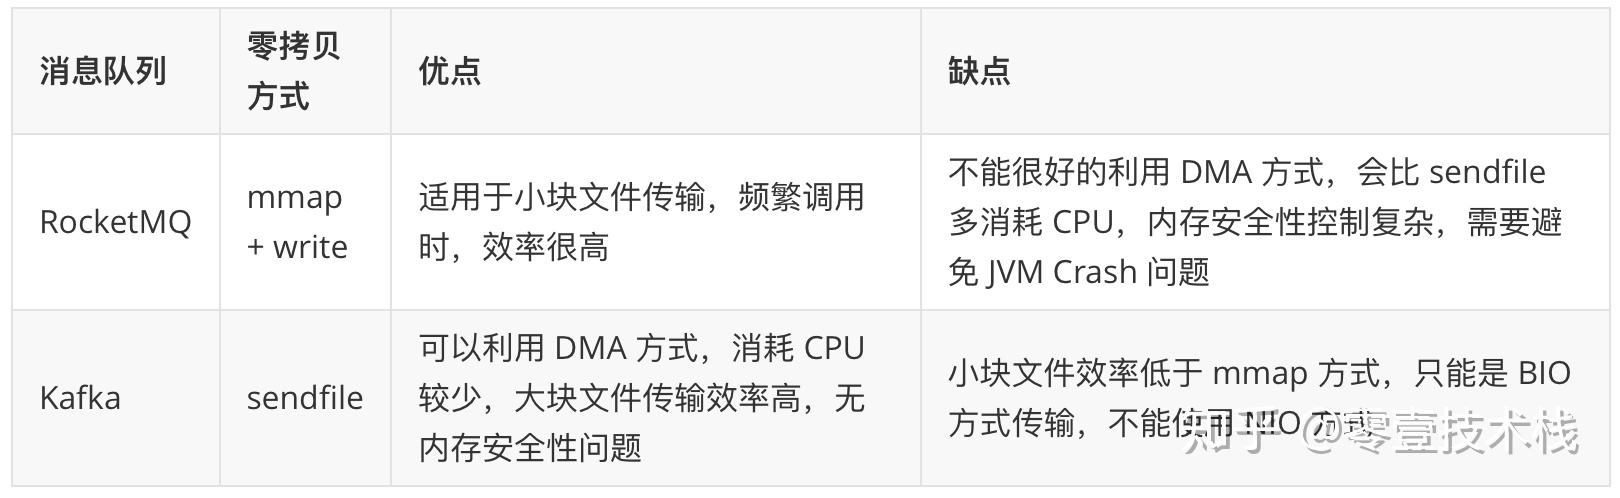 消息队列
零拷贝
方式
优点
缺点
RocketMQ
mmap
+ write
适用于小块文件传输，频繁调用
时，效率很高
不能很好的利用 DMA 方式，会比 sendfile
多消耗 CPU，内存安全性控制复杂，需要避
免 JVM Crash 问题
Kafka
sendfile
可以利用 DMA 方式，消耗 CPU
较少，大块文件传输效率高，无
内存安全性问题
小块文件效率低于 mmap 方式，只能是 BIO
方式传输，不能使用 NIO 方式
知乎 @零壹技术栈